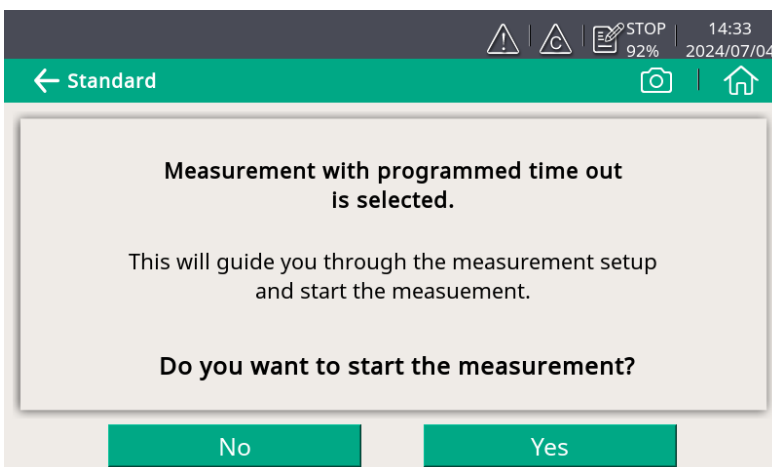 STOP 14:33
92% 2024/07/04
Standard
Measurement with programmed time out
is selected.
This will guide you through the measurement setup
and start the measuement.
Do you want to start the measurement?
No Yes